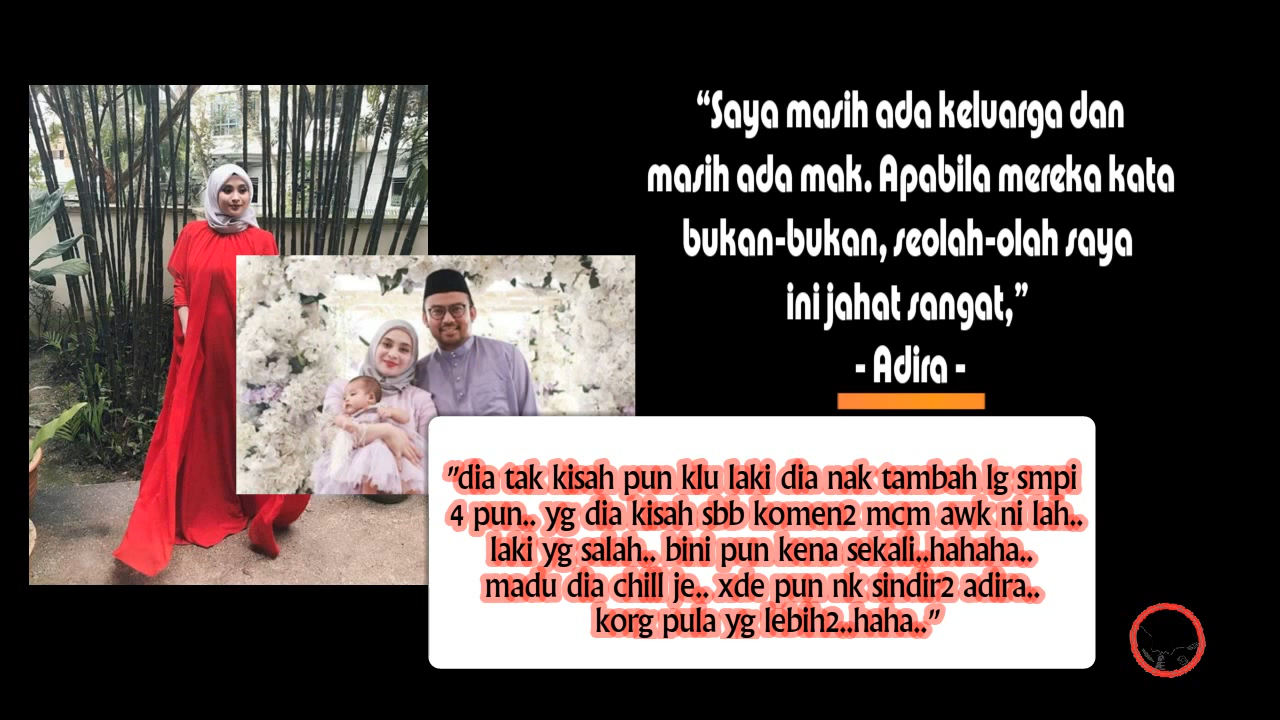 “Saya masih ada keluarga dan
masih ada mak. Apabila mereka kata
bukan-bukan, seolah-olah saya
ini jahat sangat,”
- Adira -
"dia tak kisah pun klu laki dia nak tambah lg smpi
4 pun.. yg dia kisah sbb komen2 mcm awk ni lah..
laki yg salah.. bini pun kena sekali..hahaha..
madu dia chill je.. xde pun nk sindir2 adira..
korg pula yg lebih2..haha.."